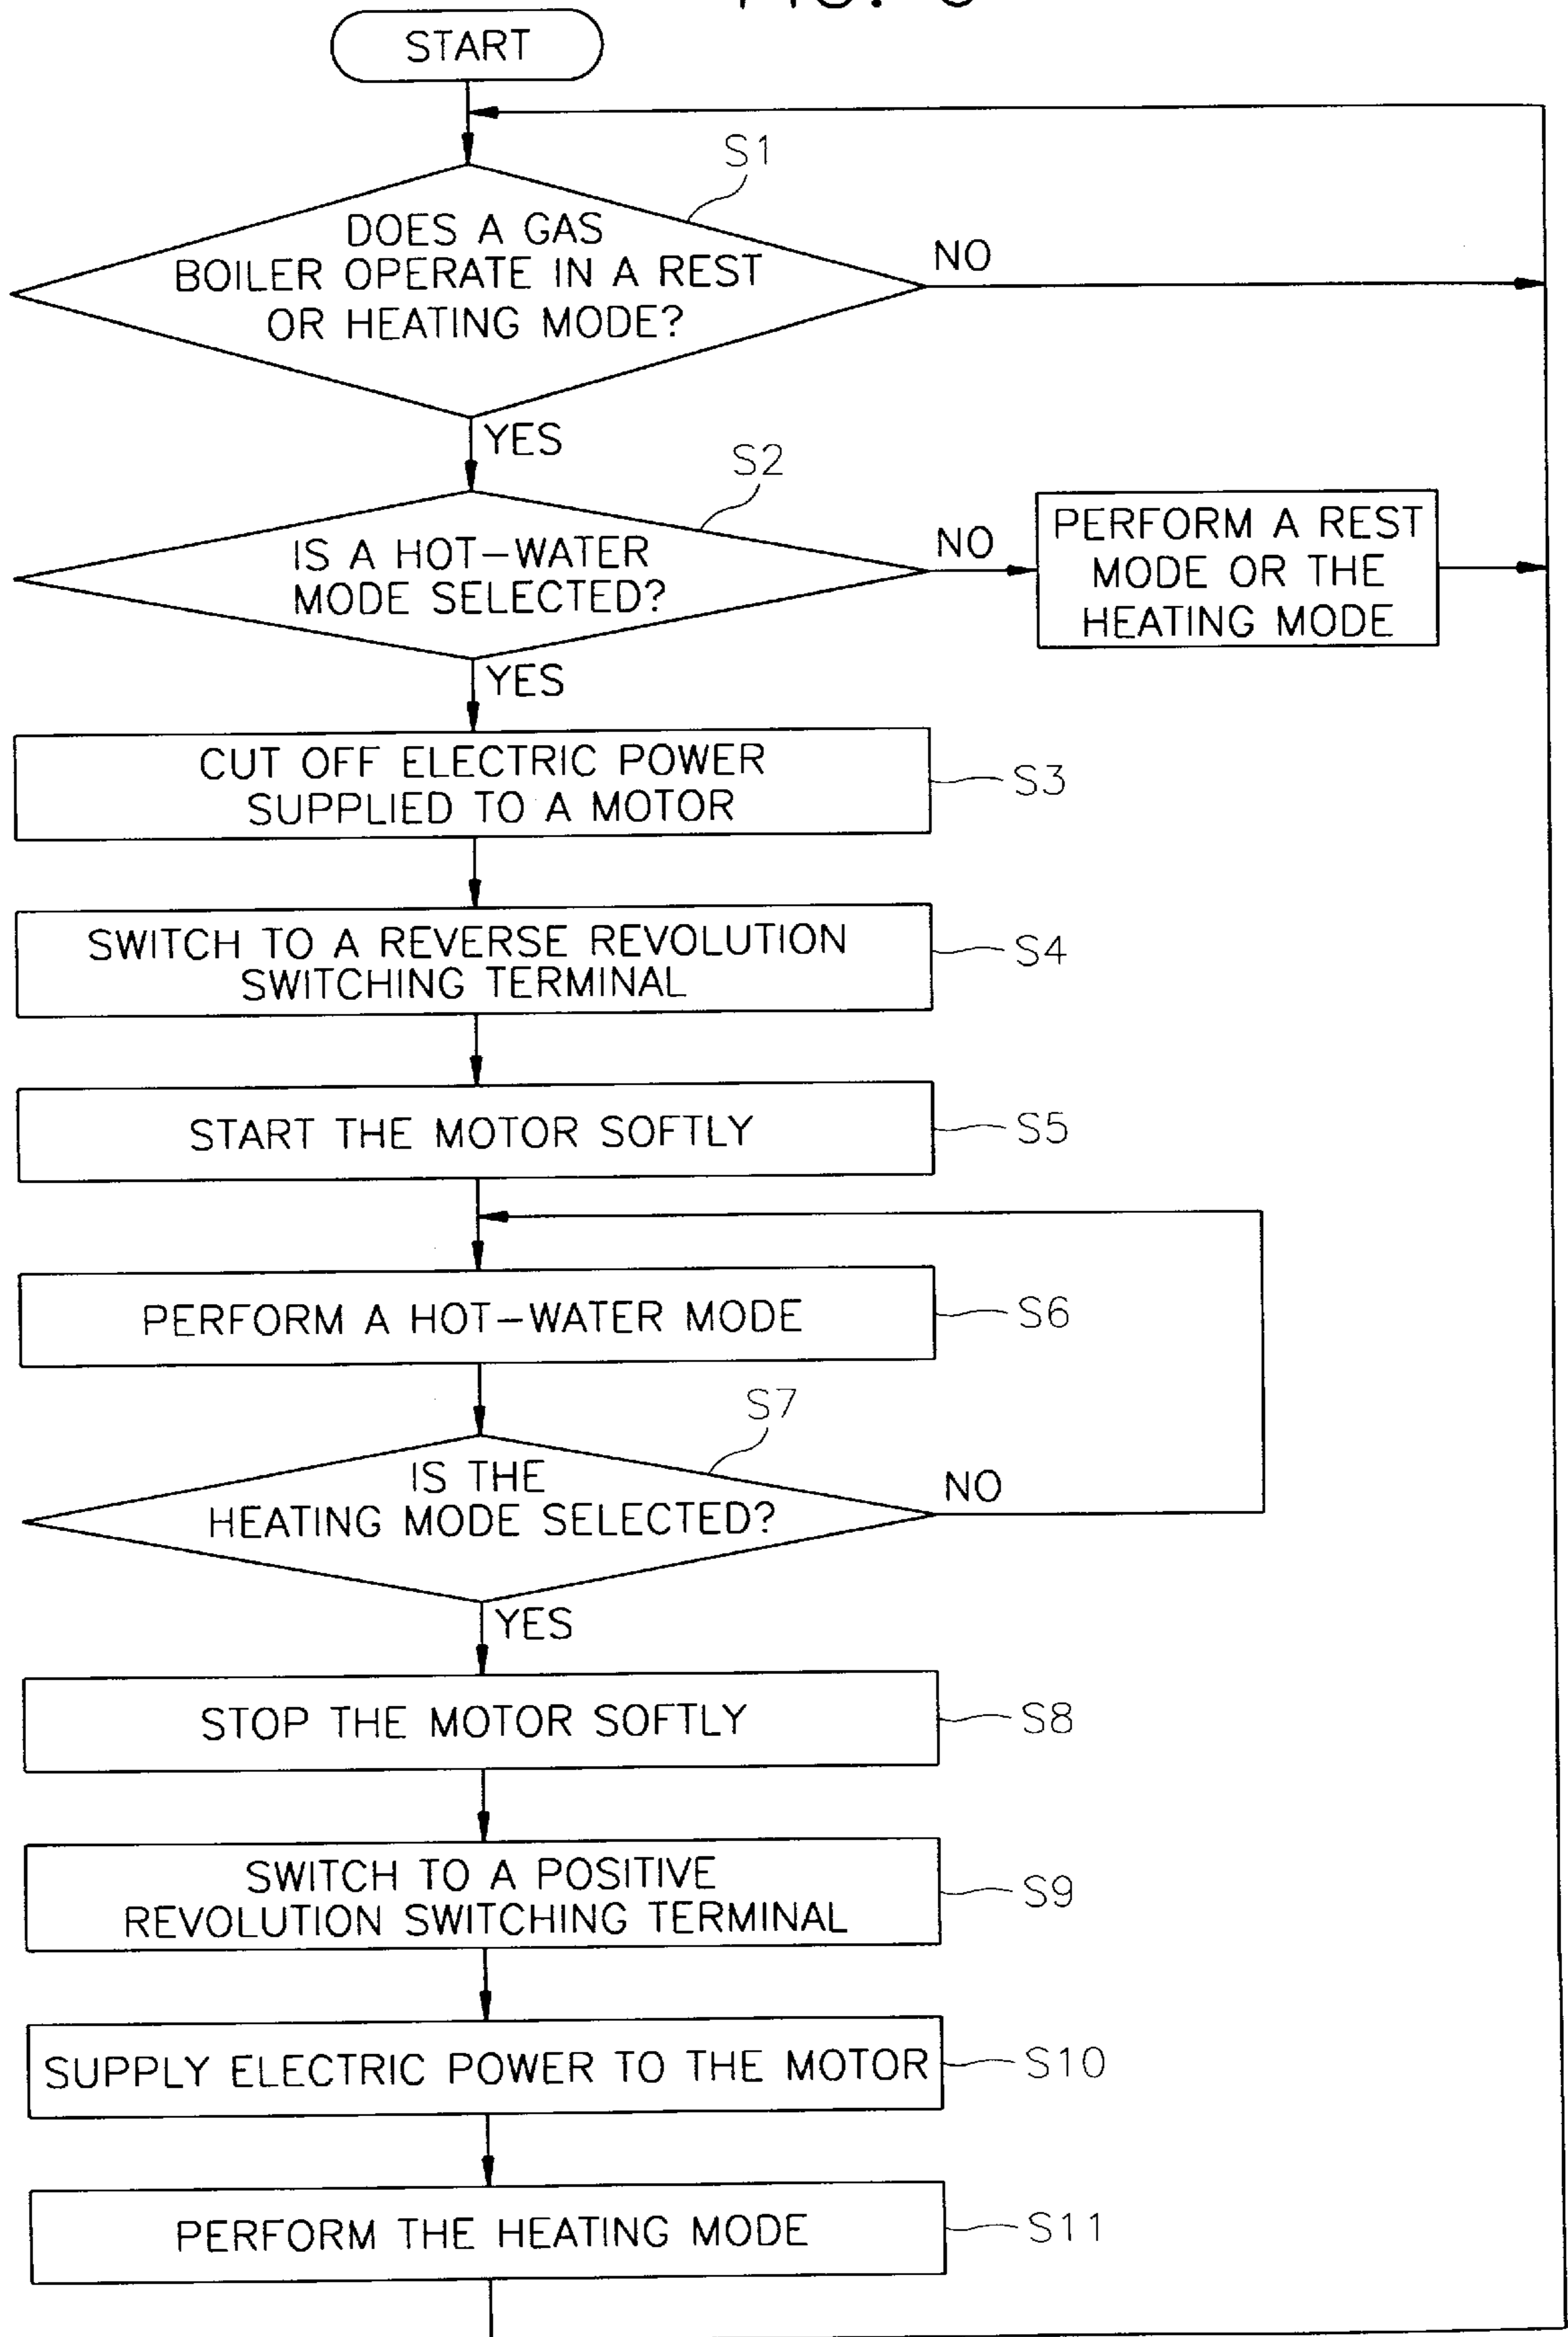 START
S1
DOES A GAS
BOILER OPERATE IN A REST
OR HEATING MODE?
NO
YES
S2
IS A HOT-WATER
MODE SELECTED?
NO
PERFORM A REST
MODE OR THE
HEATING MODE
YES
CUT OFF ELECTRIC POWER
SUPPLIED TO A MOTOR
S3
SWITCH TO A REVERSE REVOLUTION
SWITCHING TERMINAL
S4
START THE MOTOR SOFTLY
S5
PERFORM A HOT-WATER MODE
S6
S7
IS THE
HEATING MODE SELECTED?
NO
YES
STOP THE MOTOR SOFTLY
S8
SWITCH TO A POSITIVE
REVOLUTION SWITCHING TERMINAL
S9
SUPPLY ELECTRIC POWER TO THE MOTOR
S10
PERFORM THE HEATING MODE
S11